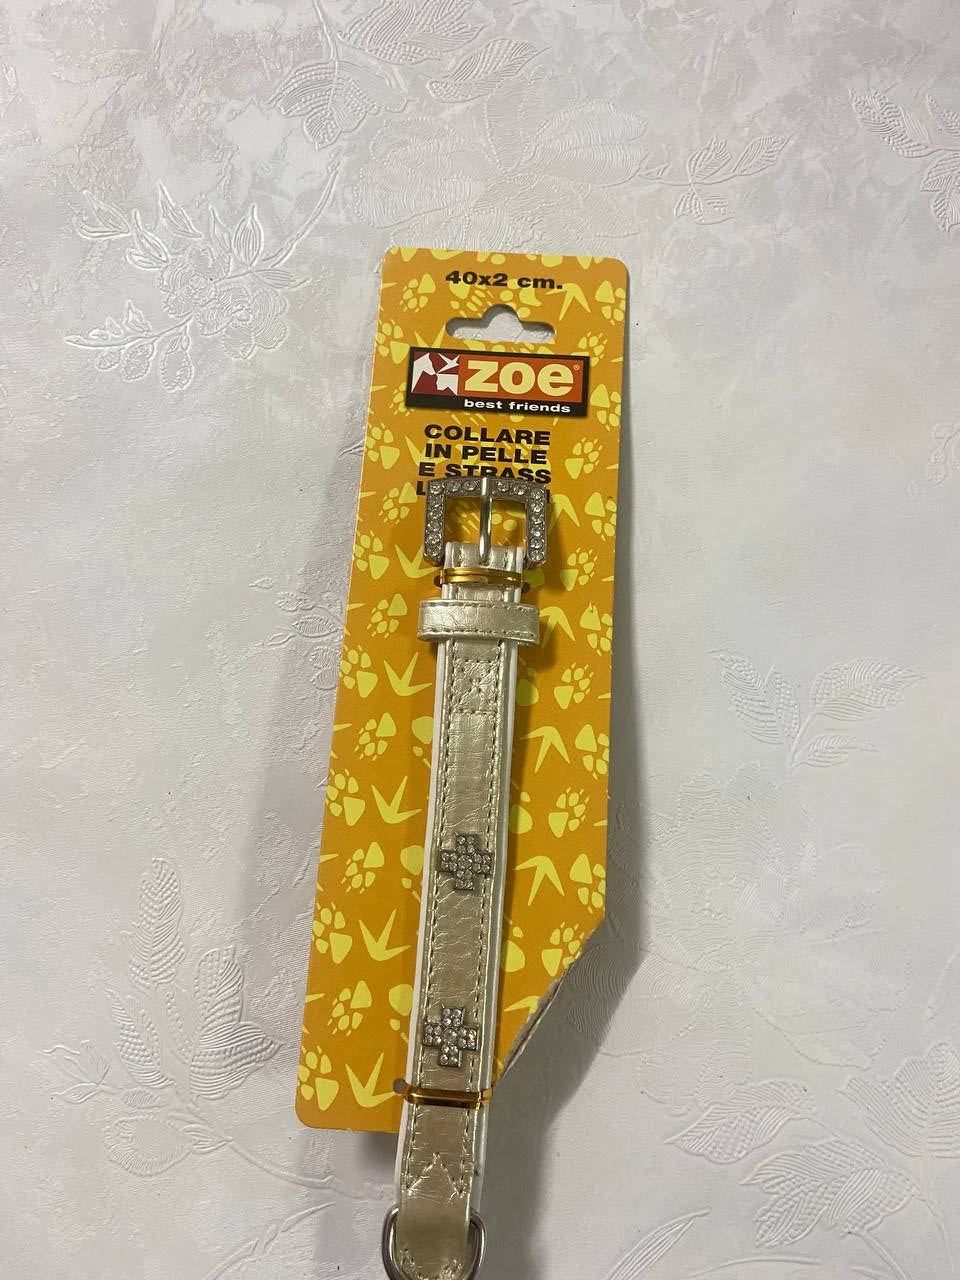 40x2 cm.
zoe®
best friends
COLLARE
IN PELLE
E STRASS